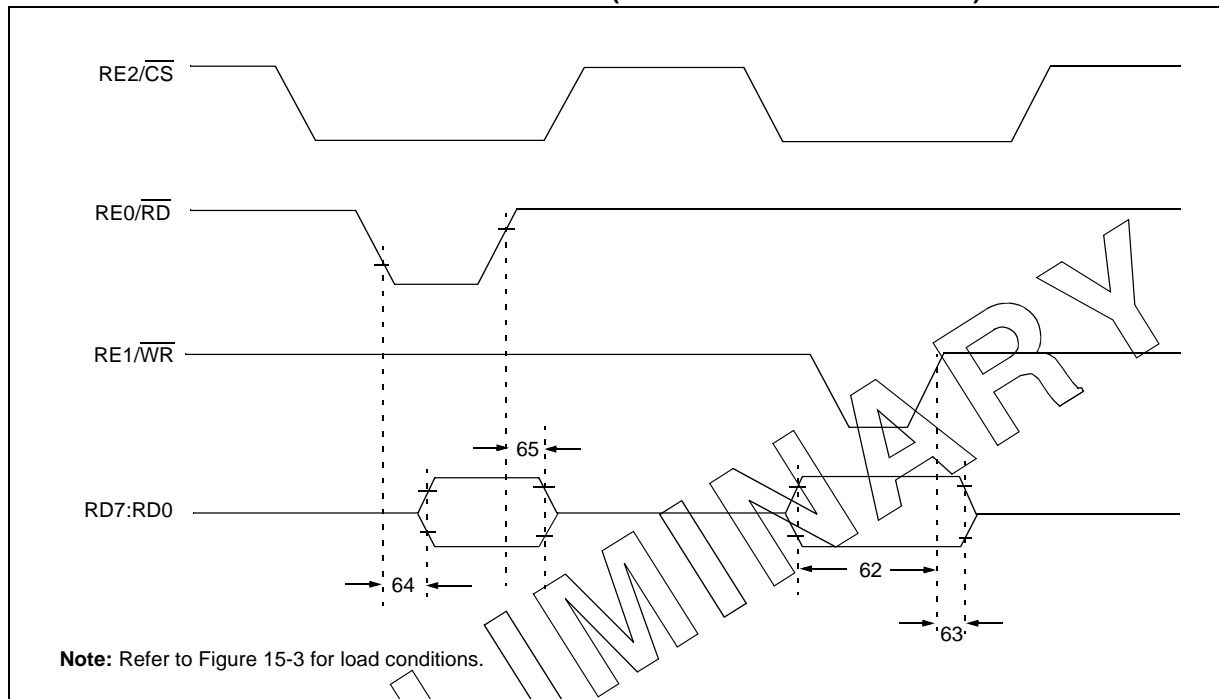 RE2/CS
RE0/RD
RE1/WR
65
RD7:RD0
64
62
63
Note: Refer to Figure 15-3 for load conditions.